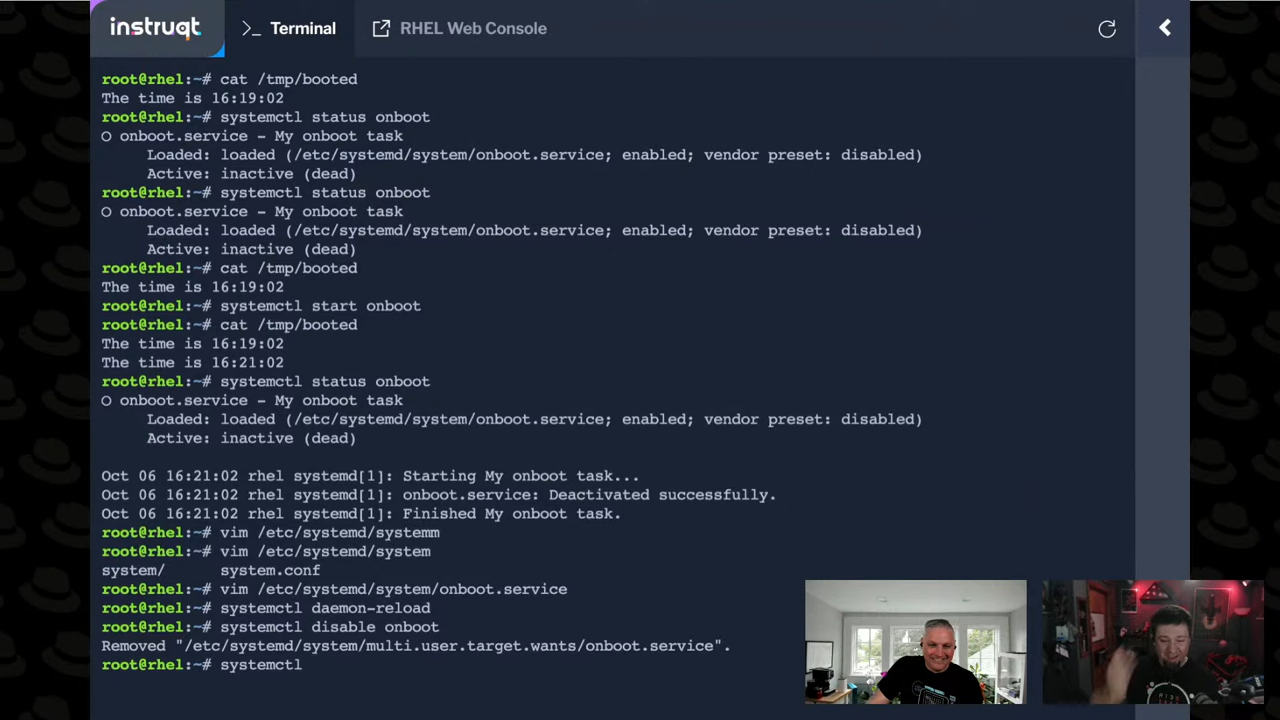 instruqt
>_ Terminal
RHEL Web Console
root@rhel:~# cat /tmp/booted
The time is 16:19:02
root@rhel:~# systemctl status onboot
○ onboot.service - My onboot task
Loaded: loaded (/etc/systemd/system/onboot.service; enabled; vendor preset: disabled)
Active: inactive (dead)
root@rhel:~# systemctl status onboot
○ onboot.service - My onboot task
Loaded: loaded (/etc/systemd/system/onboot.service; enabled; vendor preset: disabled)
Active: inactive (dead)
root@rhel:~# cat /tmp/booted
The time is 16:19:02
root@rhel:~# systemctl start onboot
root@rhel:~# cat /tmp/booted
The time is 16:19:02
The time is 16:21:02
root@rhel:~# systemctl status onboot
○ onboot.service - My onboot task
Loaded: loaded (/etc/systemd/system/onboot.service; enabled; vendor preset: disabled)
Active: inactive (dead)
Oct 06 16:21:02 rhel systemd[1]: Starting My onboot task...
Oct 06 16:21:02 rhel systemd[1]: onboot.service: Deactivated successfully.
Oct 06 16:21:02 rhel systemd[1]: Finished My onboot task.
root@rhel:~# vim /etc/systemd/systemm
root@rhel:~# vim /etc/systemd/system
system/ system.conf
root@rhel:~# vim /etc/systemd/system/onboot.service
root@rhel:~# systemctl daemon-reload
root@rhel:~# systemctl disable onboot
Removed "/etc/systemd/system/multi.user.target.wants/onboot.service".
root@rhel:~# systemctl